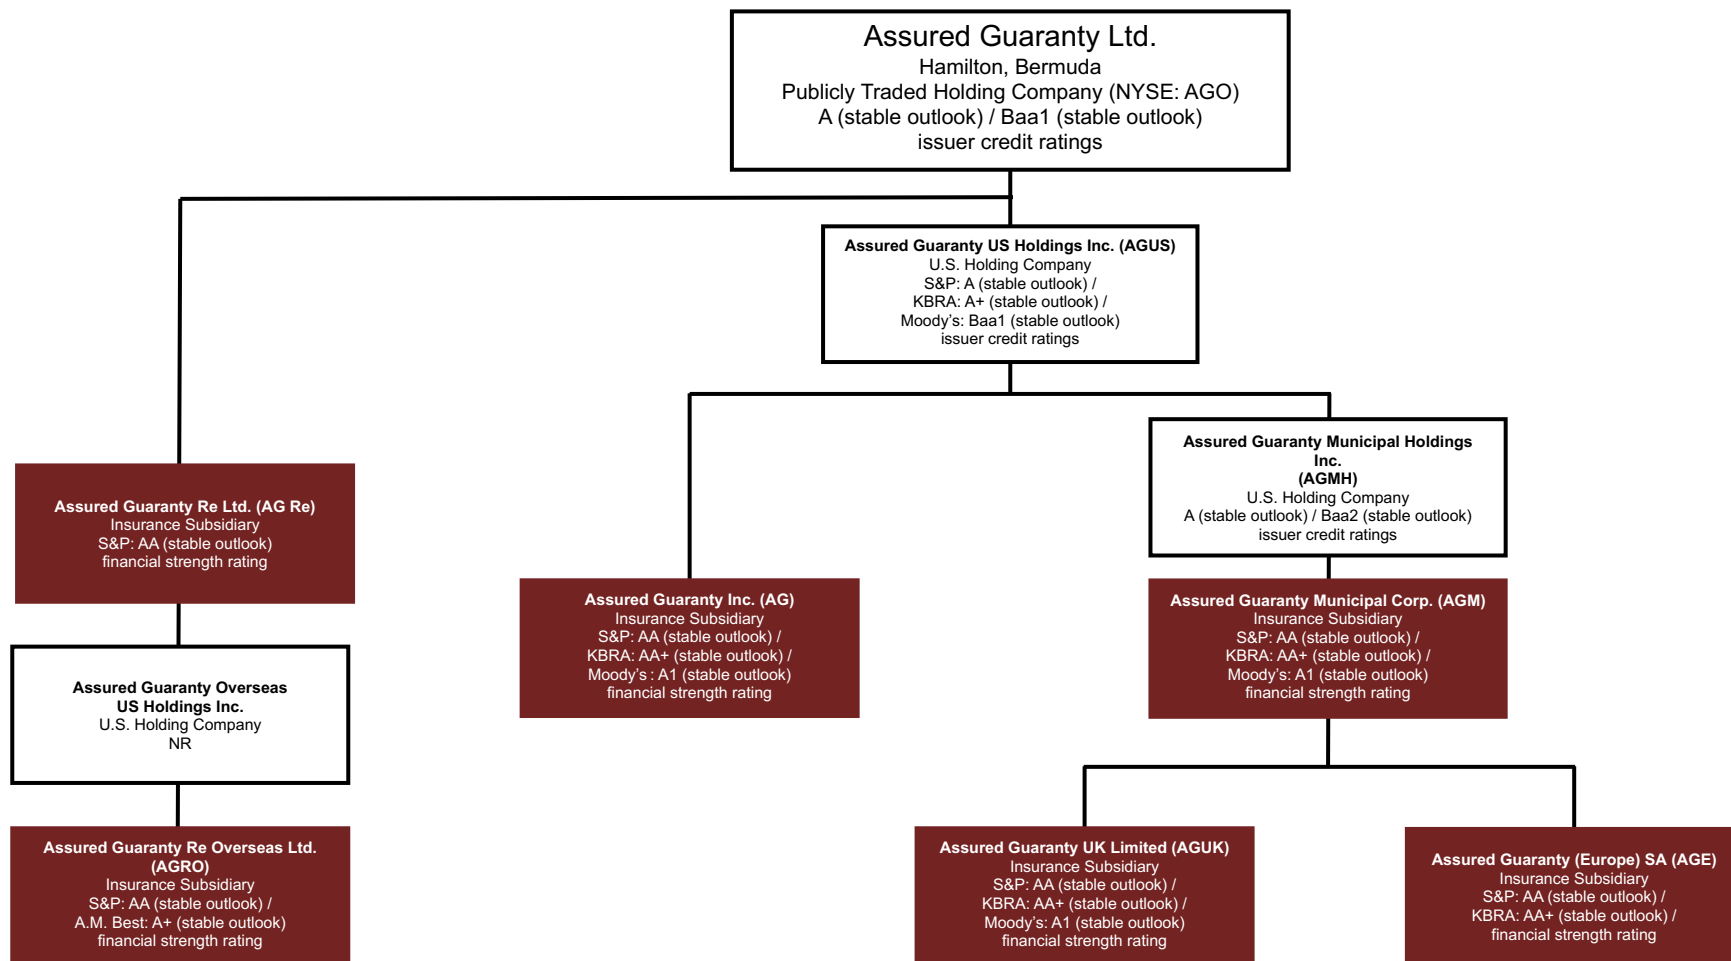 Assured Guaranty Ltd.
Hamilton, Bermuda
Publicly Traded Holding Company (NYSE: AGO)
A (stable outlook) / Baa1 (stable outlook)
issuer credit ratings
Assured Guaranty US Holdings Inc. (AGUS)
U.S. Holding Company
S&P: A (stable outlook) /
KBRA: A+ (stable outlook) /
Moody's: Baa1 (stable outlook)
issuer credit ratings
Assured Guaranty Municipal Holdings
Inc.
(AGMH)
U.S. Holding Company
A (stable outlook) / Baa2 (stable outlook)
issuer credit ratings
Assured Guaranty Re Ltd. (AG Re)
Insurance Subsidiary
S&P: AA (stable outlook)
financial strength rating
Assured Guaranty Inc. (AG)
Insurance Subsidiary
S&P: AA (stable outlook) /
KBRA: AA+ (stable outlook) /
Moody's : A1 (stable outlook)
financial strength rating
Assured Guaranty Municipal Corp. (AGM)
Insurance Subsidiary
S&P: AA (stable outlook) /
KBRA: AA+ (stable outlook) /
Moody's: A1 (stable outlook)
financial strength rating
Assured Guaranty Overseas
US Holdings Inc.
U.S. Holding Company
NR
Assured Guaranty Re Overseas Ltd.
(AGRO)
Insurance Subsidiary
S&P: AA (stable outlook) /
A.M. Best: A+ (stable outlook)
financial strength rating
Assured Guaranty UK Limited (AGUK)
Insurance Subsidiary
S&P: AA (stable outlook) /
KBRA: AA+ (stable outlook) /
Moody's: A1 (stable outlook)
financial strength rating
Assured Guaranty (Europe) SA (AGE)
Insurance Subsidiary
S&P: AA (stable outlook) /
KBRA: AA+ (stable outlook) /
financial strength rating